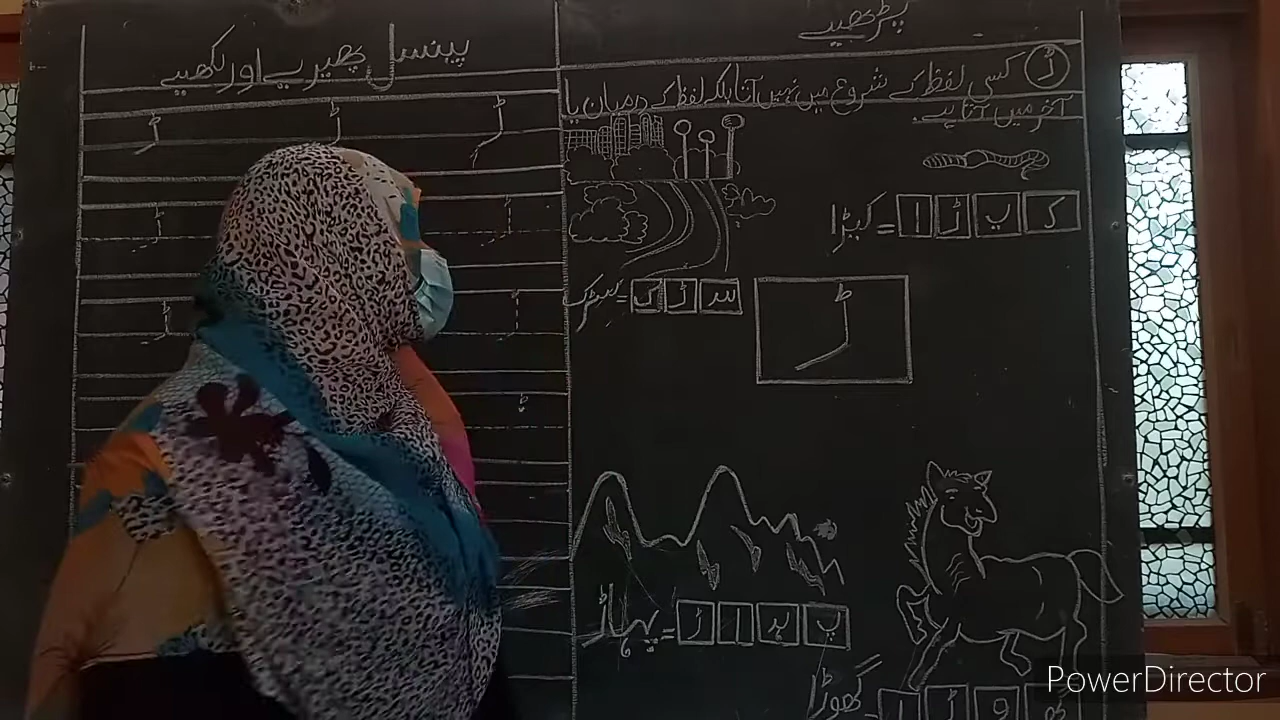 پڑھیے
ڑ کسی لفظ کے شروع میں نہیں آتا بلکہ لفظ کے درمیان یا
آخر میں آتا ہے۔
ک ی ڑ ا = کیڑا
س ڑ ک = سڑک
ڑ
پ ہ ا ڑ = پہاڑ
گھ و ڑ ا = گھوڑا
پینسل پھیریے اور لکھیے
ڑ ڑ ڑ
ڑ ڑ
ڑ ڑ
PowerDirector